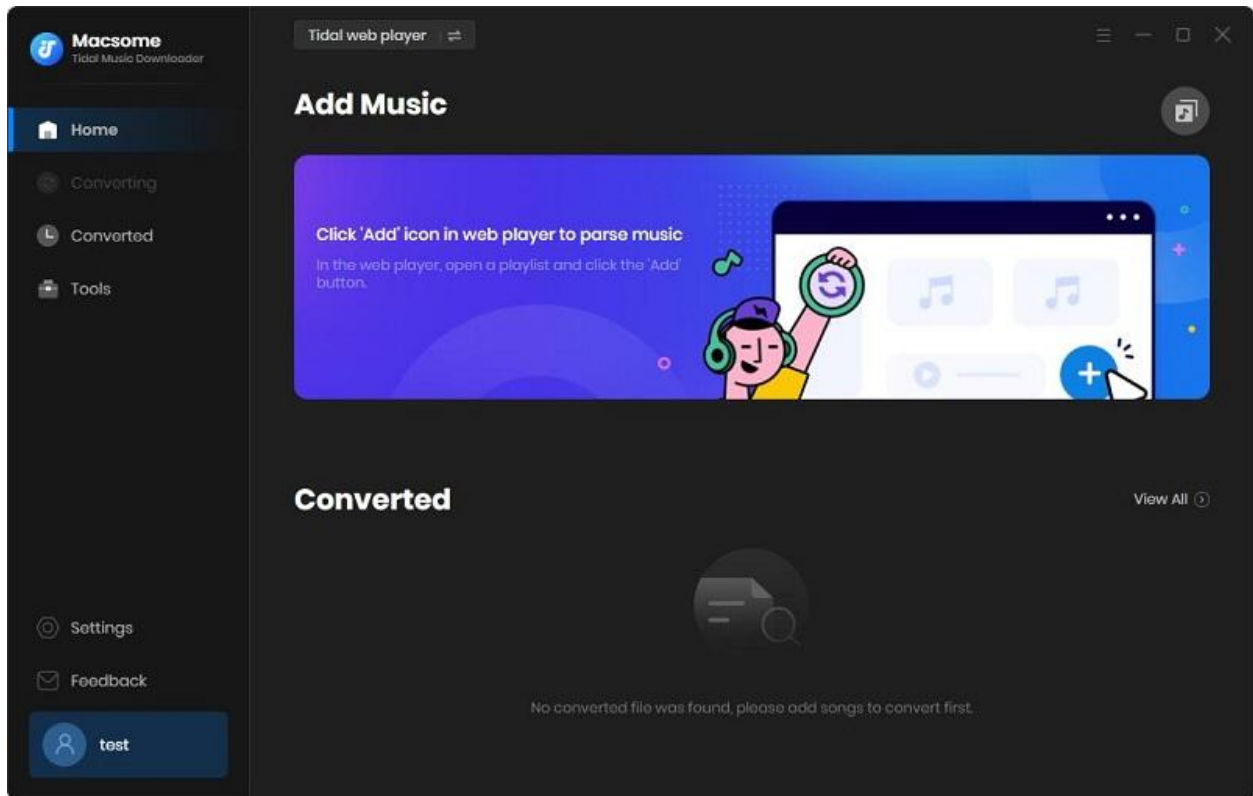 Macsome
Tidal Music Downloader
Tidal web player
Home
Converting
Converted
Tools
Add Music
Click 'Add' icon in web player to parse music
In the web player, open a playlist and click the 'Add'
button.
Converted
View All
No converted file was found, please add songs to convert first.
Settings
Feedback
test